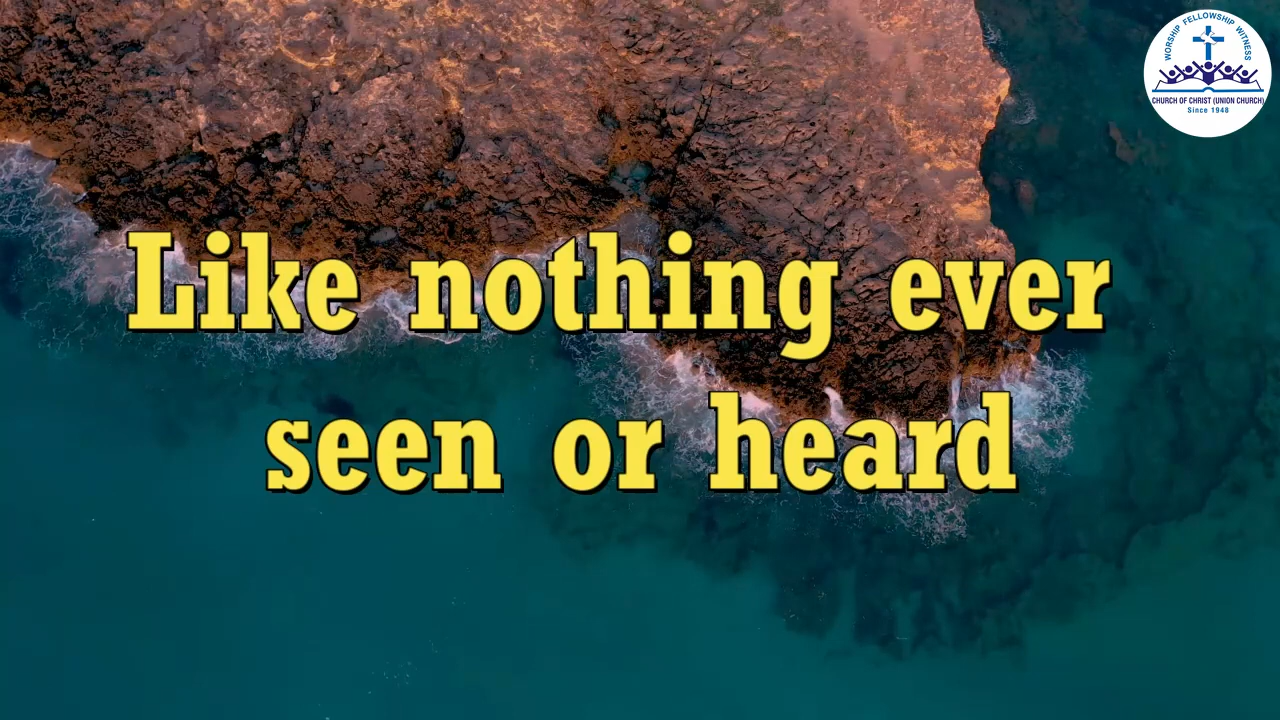 WORSHIP FELLOWSHIP WITNESS
CHURCH OF CHRIST (UNION CHURCH)
Since 1948
Like nothing ever
seen or heard